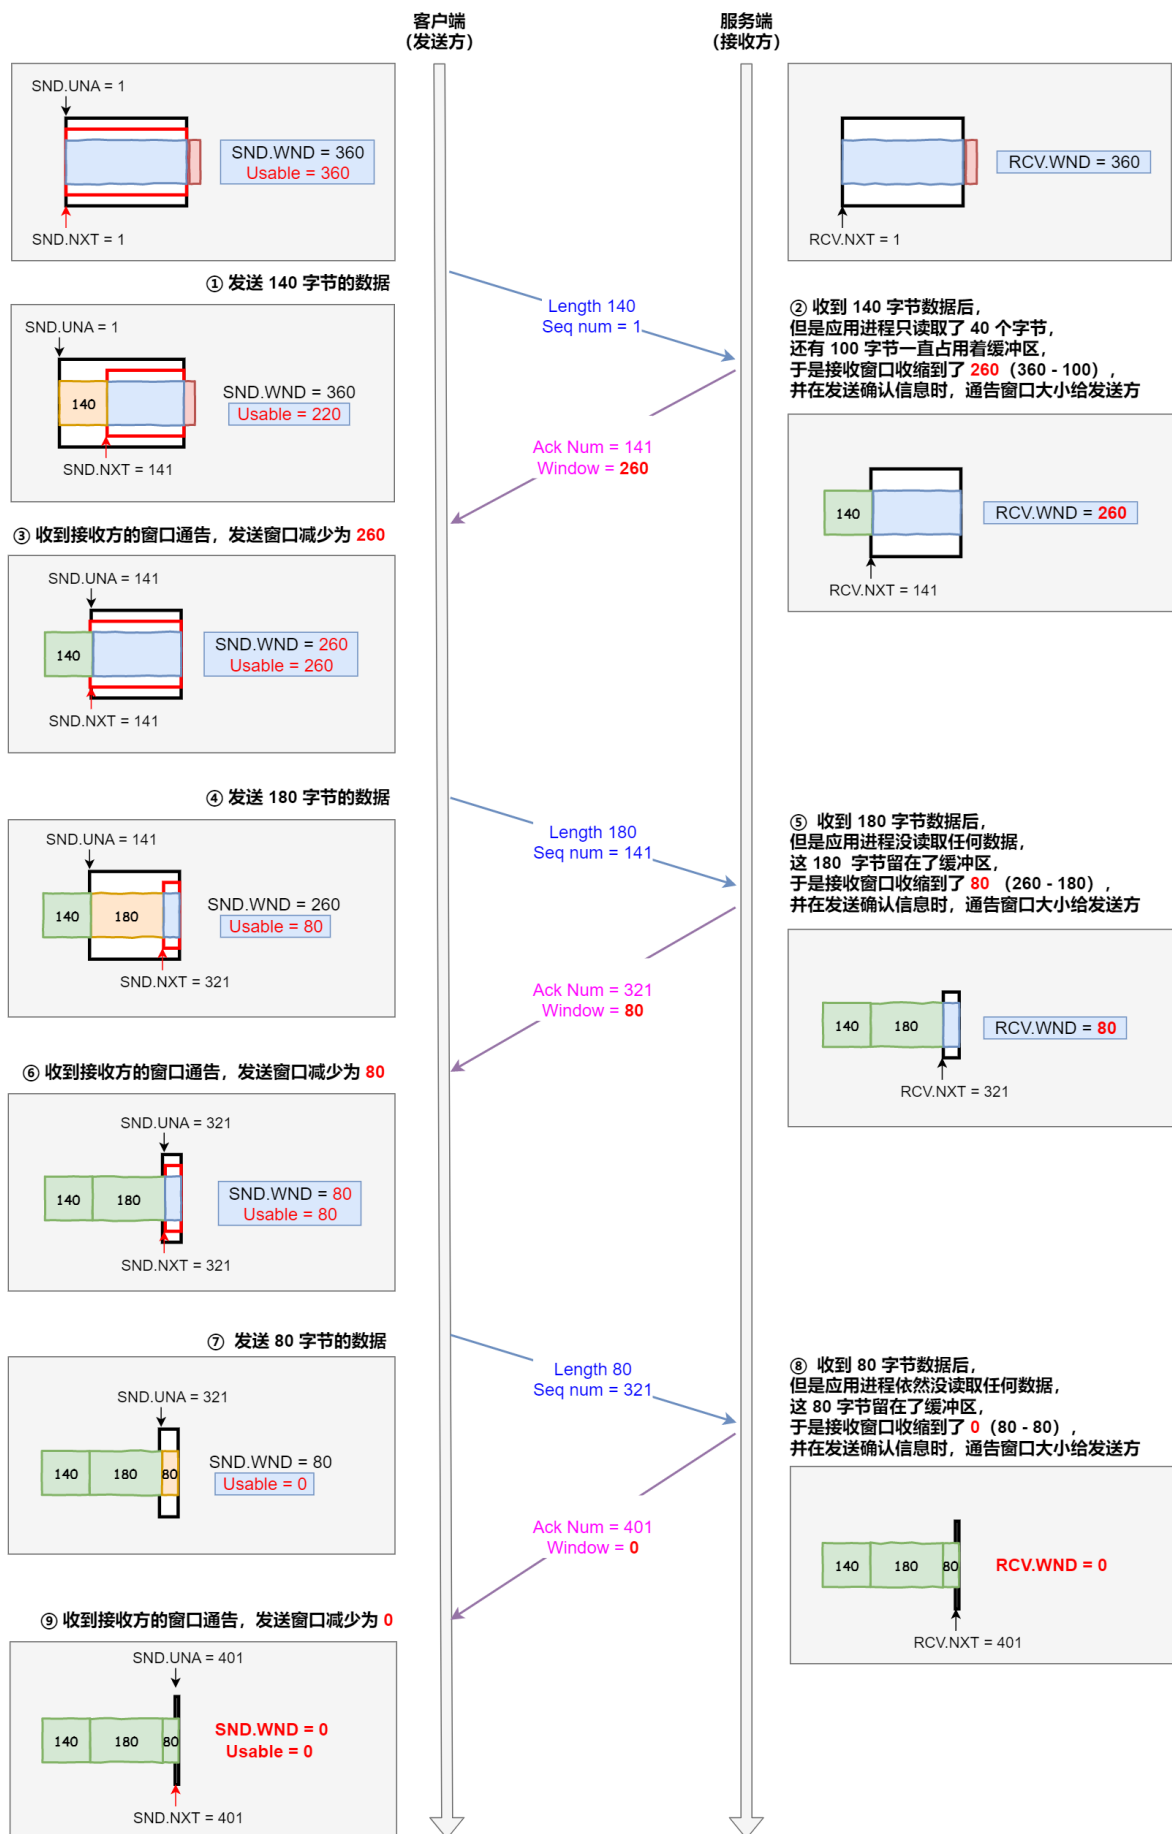 客户端
（发送方）
服务端
（接收方）
SND.UNA = 1
SND.WND = 360
Usable = 360
SND.NXT = 1
RCV.WND = 360
RCV.NXT = 1
① 发送 140 字节的数据
Length 140
Seq num = 1
② 收到 140 字节数据后，
但是应用进程只读取了 40 个字节，
还有 100 字节一直占用着缓冲区，
于是接收窗口收缩到了 260（360 - 100），
并在发送确认信息时，通告窗口大小给发送方
SND.UNA = 1
140
SND.WND = 360
Usable = 220
SND.NXT = 141
Ack Num = 141
Window = 260
140
RCV.WND = 260
RCV.NXT = 141
③ 收到接收方的窗口通告，发送窗口减少为 260
SND.UNA = 141
140
SND.WND = 260
Usable = 260
SND.NXT = 141
④ 发送 180 字节的数据
Length 180
Seq num = 141
⑤ 收到 180 字节数据后，
但是应用进程没读取任何数据，
这 180 字节留在了缓冲区，
于是接收窗口收缩到了 80 （260 - 180），
并在发送确认信息时，通告窗口大小给发送方
SND.UNA = 141
140
180
SND.WND = 260
Usable = 80
SND.NXT = 321
Ack Num = 321
Window = 80
140
180
RCV.WND = 80
RCV.NXT = 321
⑥ 收到接收方的窗口通告，发送窗口减少为 80
SND.UNA = 321
140
180
SND.WND = 80
Usable = 80
SND.NXT = 321
⑦ 发送 80 字节的数据
Length 80
Seq num = 321
⑧ 收到 80 字节数据后，
但是应用进程依然没读取任何数据，
这 80 字节留在了缓冲区，
于是接收窗口收缩到了 0（80 - 80），
并在发送确认信息时，通告窗口大小给发送方
SND.UNA = 321
140
180
80
SND.WND = 80
Usable = 0
Ack Num = 401
Window = 0
140
180
80
RCV.WND = 0
RCV.NXT = 401
⑨ 收到接收方的窗口通告，发送窗口减少为 0
SND.UNA = 401
140
180
80
SND.WND = 0
Usable = 0
SND.NXT = 401